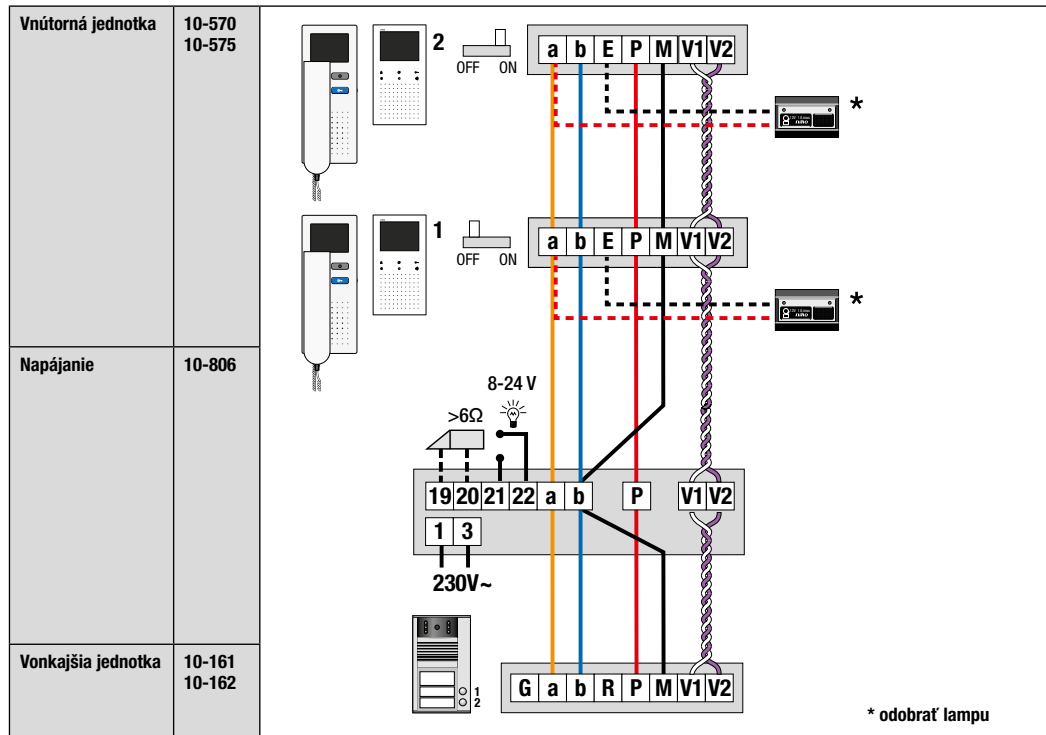 Vnútorná jednotka
10-570
10-575
2
OFF ON
a b E P M V1 V2
*
1
OFF ON
a b E P M V1 V2
*
Napájanie
10-806
8-24 V
>6Ω
19 20 21 22 a b P V1 V2
1 3
230V~
Vonkajšia jednotka
10-161
10-162
1
2
G a b R P M V1 V2
* odobrať lampu